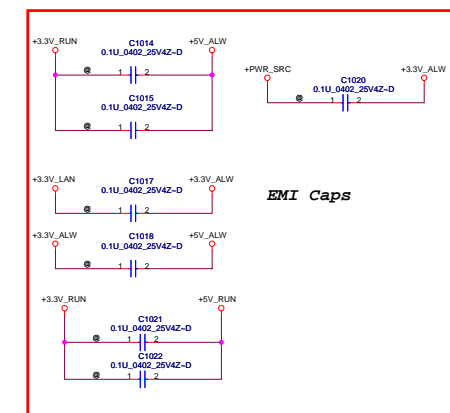 +3.3V_RUN
C1014
0.1U_0402_25V4Z~D
+5V_ALW
@
1
2
C1015
0.1U_0402_25V4Z~D
@
1
2
+PWR_SRC
C1020
0.1U_0402_25V4Z~D
+3.3V_ALW
@
1
2
+3.3V_LAN
C1017
0.1U_0402_25V4Z~D
+3.3V_ALW
@
1
2
EMI Caps
+3.3V_ALW
C1018
0.1U_0402_25V4Z~D
+5V_ALW
@
1
2
+3.3V_RUN
+5V_RUN
C1021
0.1U_0402_25V4Z~D
@
1
2
C1022
0.1U_0402_25V4Z~D
@
1
2